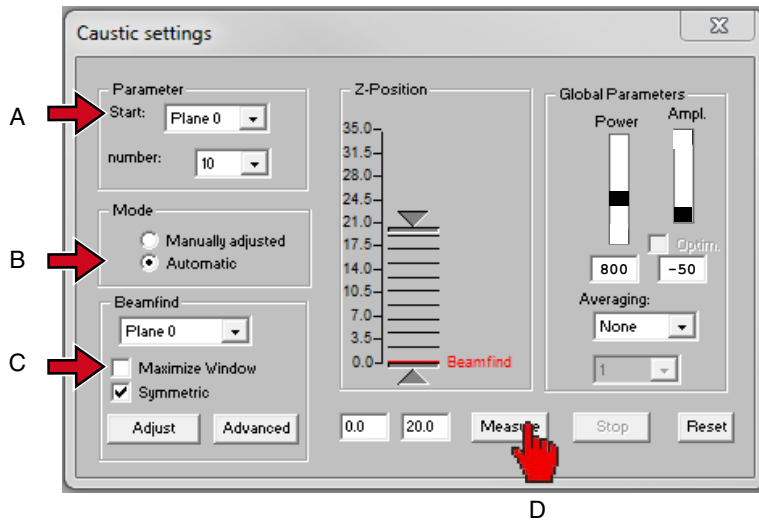 Caustic settings
Parameter
A
Start:
Plane 0
number:
10
Mode
Manually adjusted
B
Automatic
Beamfind
Plane 0
C
Maximize Window
Symmetric
Adjust
Advanced
Z-Position
35.0
31.5
28.0
24.5
21.0
17.5
14.0
10.5
7.0
3.5
0.0
Beamfind
0.0
20.0
Measure
Stop
Reset
Global Parameters
Power
Ampl.
Optim.
800
-50
Averaging:
None
1
D